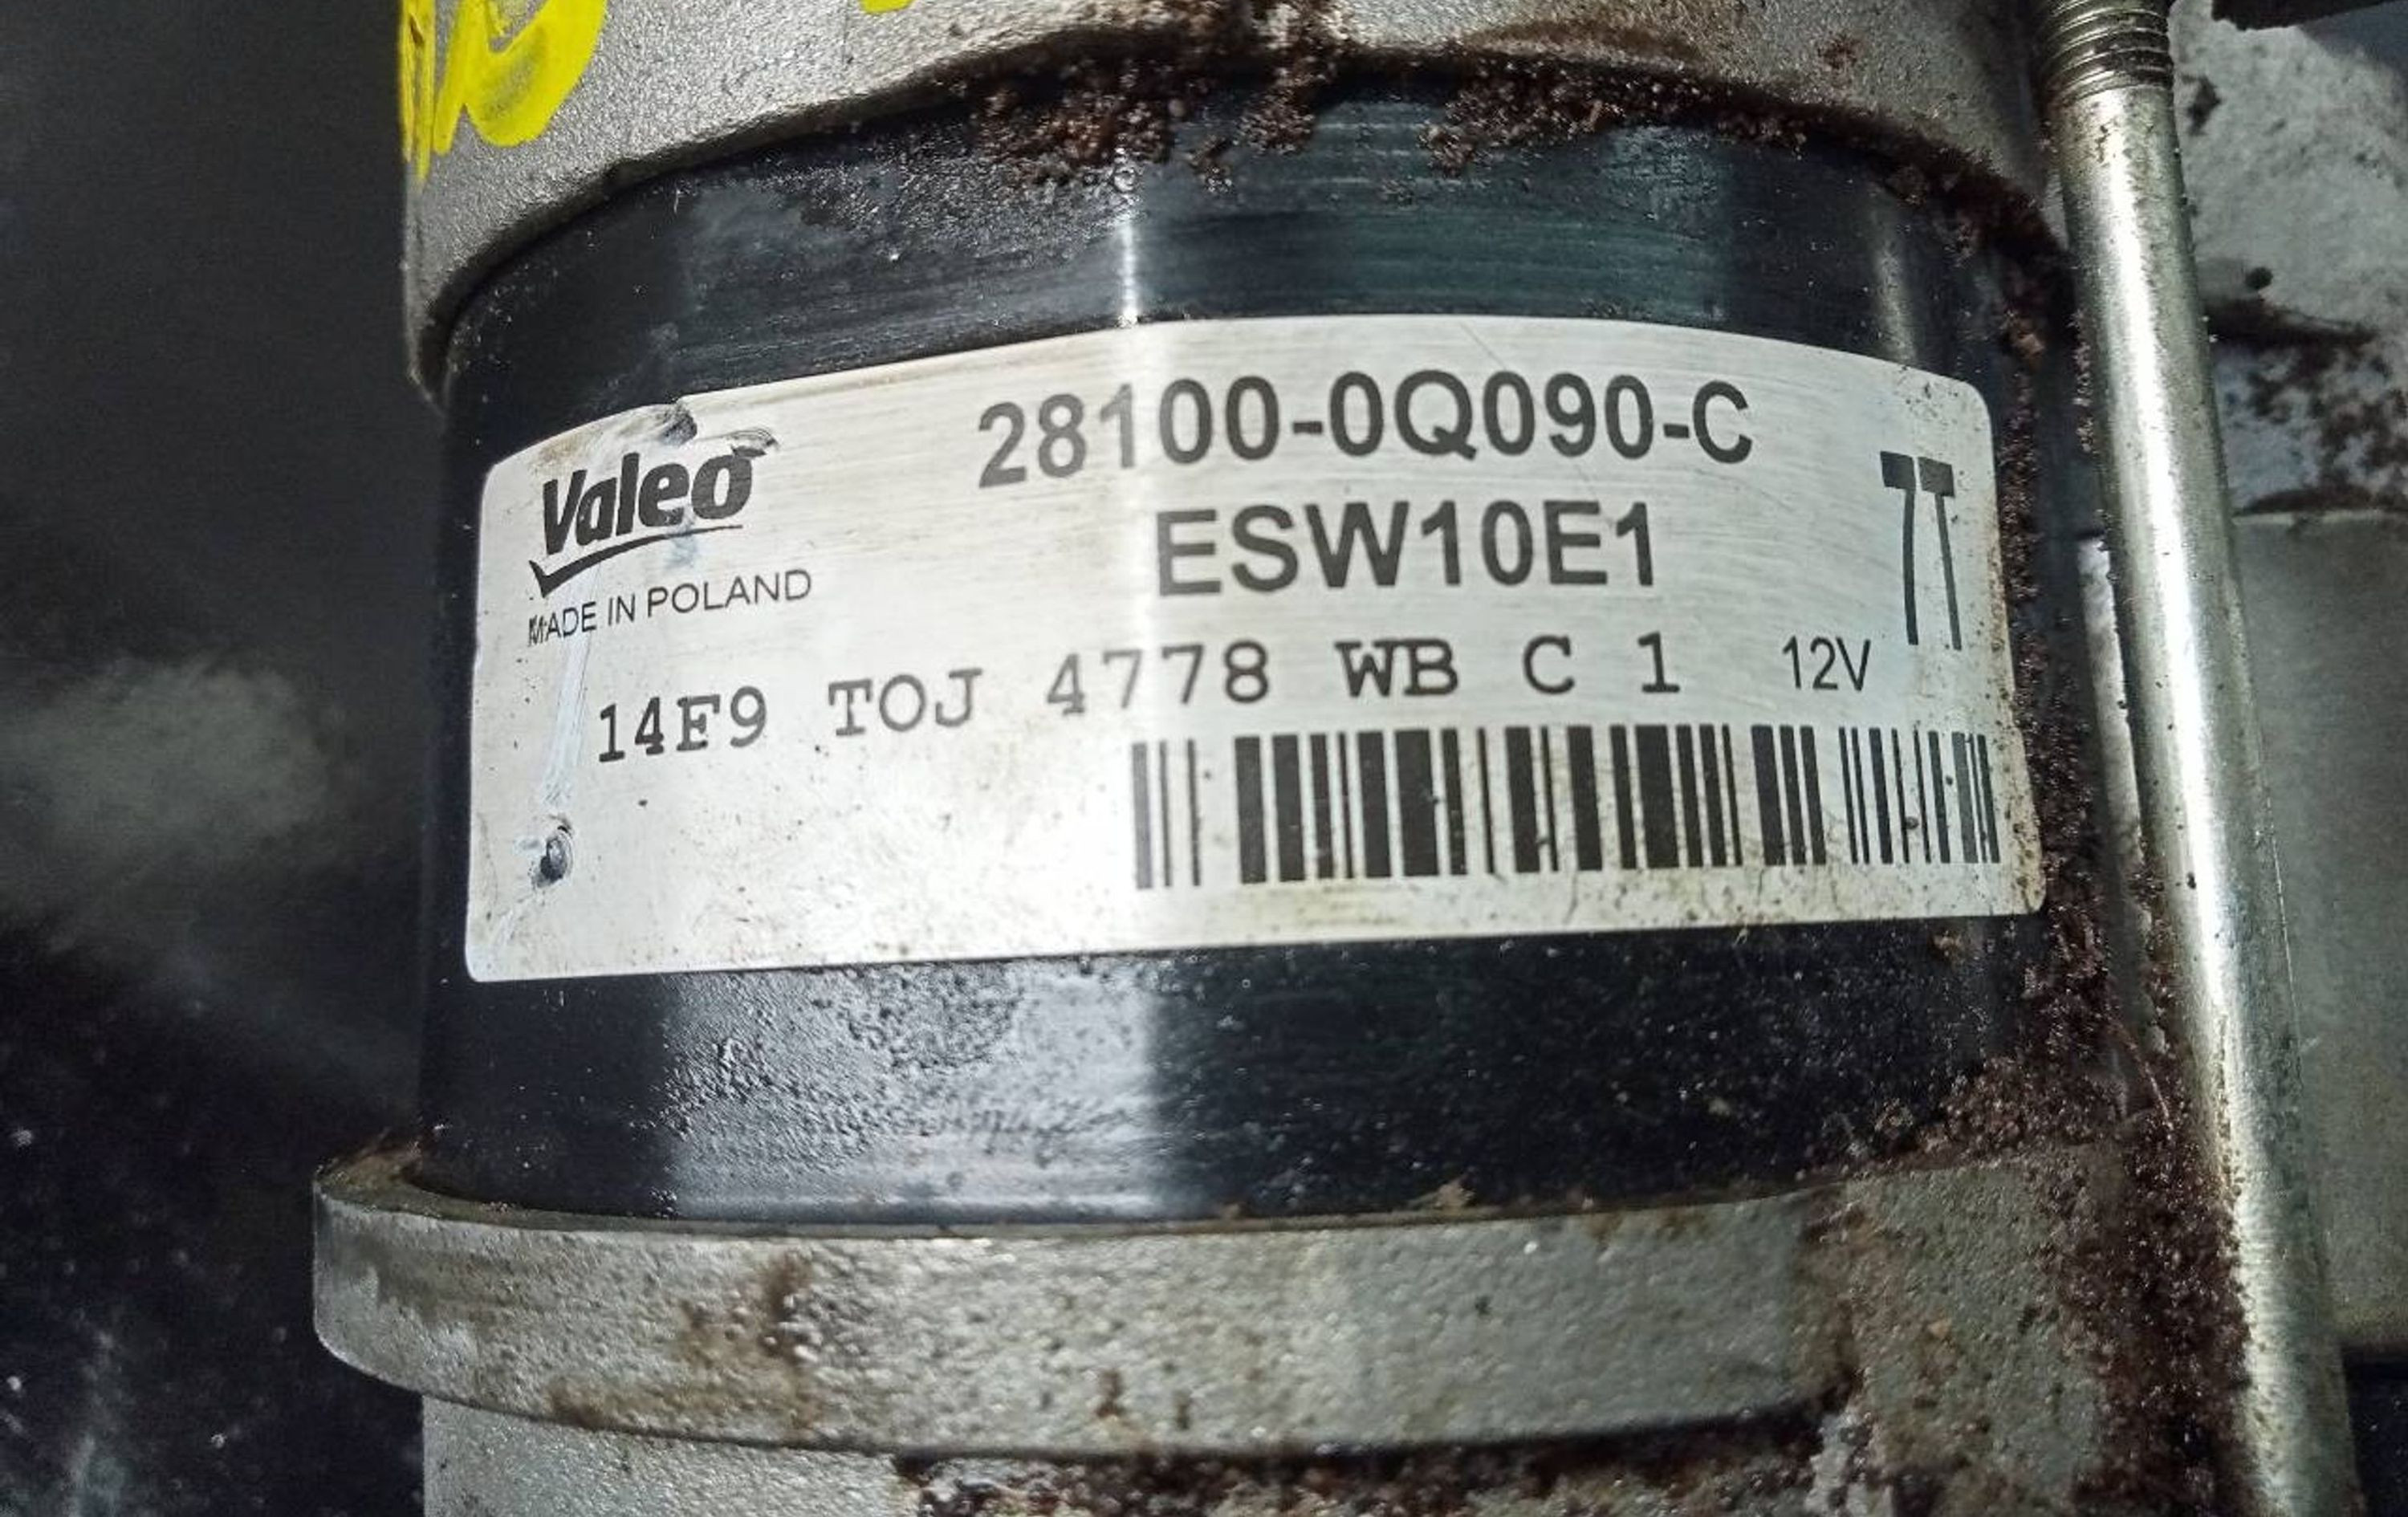 Valeo
MADE IN POLAND
28100-0Q090-C
ESW10E1
7T
14F9 TOJ 4778 WB C 1 12V